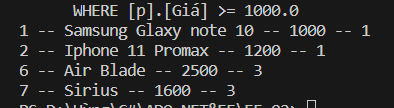 WHERE [p].[Giá] >= 1000.0
1 -- Samsung Glaxy note 10 -- 1000 -- 1
2 -- Iphone 11 Promax -- 1200 -- 1
6 -- Air Blade -- 2500 -- 3
7 -- Sirius -- 1600 -- 3